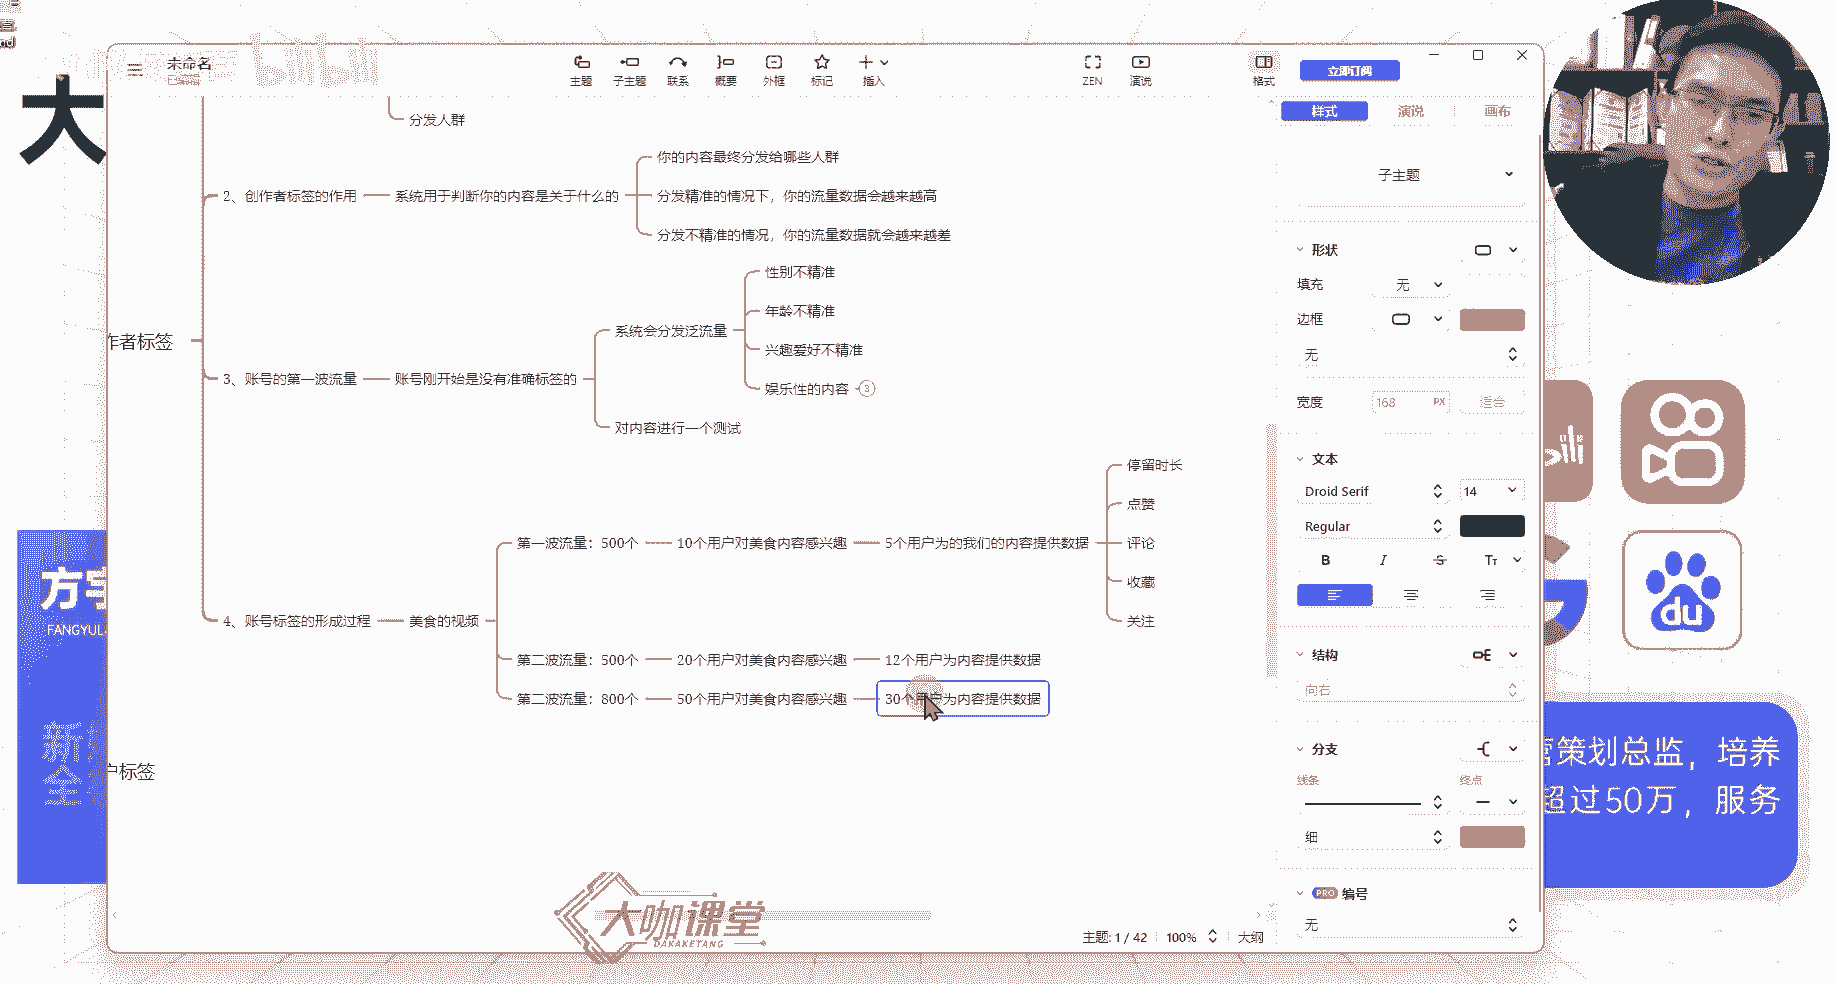 大
bilibili
未命名
已编辑
主题
子主题
联系
概要
外框
标记
插入
ZEN
演说
格式
立即订阅
样式
演说
画布
子主题
形状
填充
无
边框
无
宽度
168
PX
适合
文本
Droid Serif
14
Regular
B
I
S
Tт
结构
向右
分支
线条
终点
细
PRO 编号
无
分发人群
2、创作者标签的作用
系统用于判断你的内容是关于什么的
你的内容最终分发给哪些人群
分发精准的情况下，你的流量数据会越来越高
分发不精准的情况，你的流量数据就会越来越差
作者标签
3、账号的第一波流量
账号刚开始是没有准确标签的
系统会分发泛流量
性别不精准
年龄不精准
兴趣爱好不精准
娱乐性的内容
3
对内容进行一个测试
4、账号标签的形成过程
美食的视频
第一波流量：500个
10个用户对美食内容感兴趣
5个用户为的我们的内容提供数据
停留时长
点赞
评论
收藏
关注
第二波流量：500个
20个用户对美食内容感兴趣
12个用户为内容提供数据
第二波流量：800个
50个用户对美食内容感兴趣
30个用户为内容提供数据
户标签
主题: 1 / 42
100%
大纲
大咖课堂
DAKAKETANG
方
FANGYU
新
全
bili
du
策划总监，培养
超过50万，服务